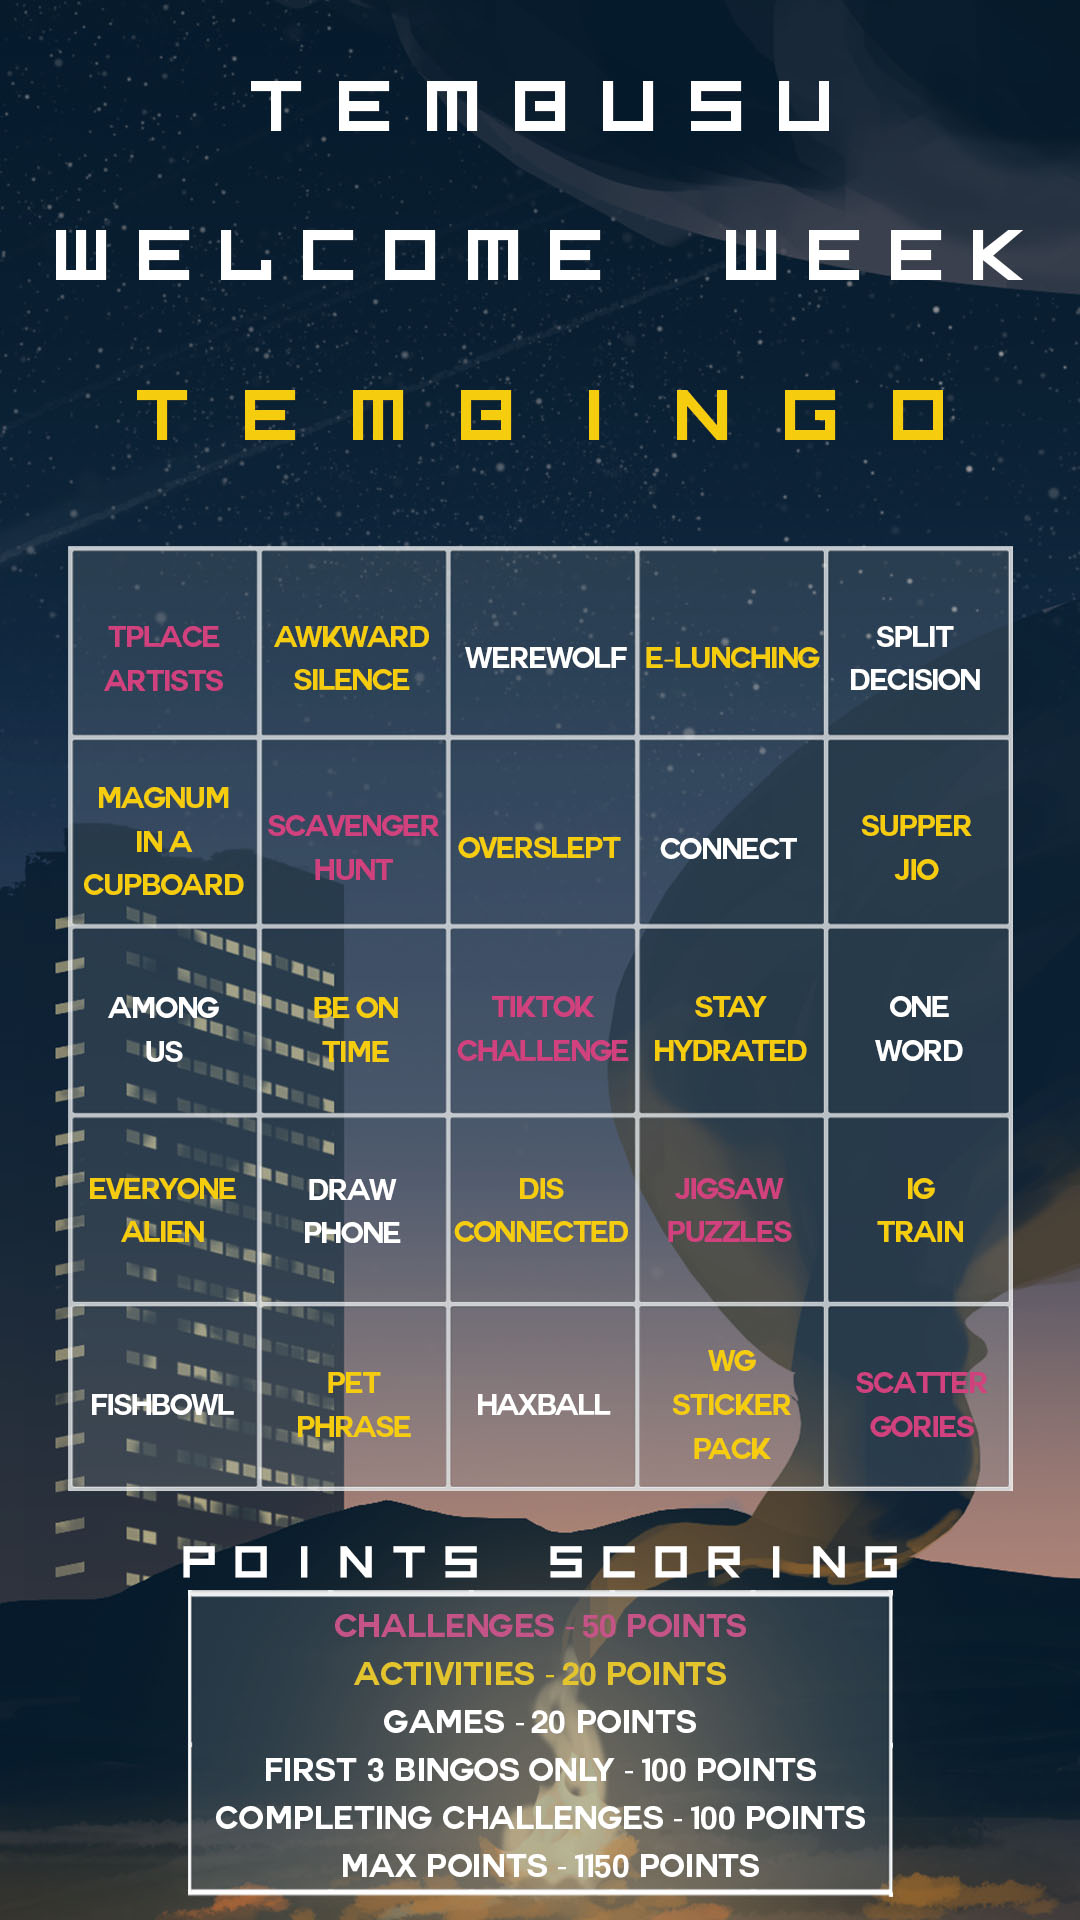 TEMBUSU
WELCOME WEEK
TEMBINGO
TPLACE
ARTISTS
AWKWARD
SILENCE
WEREWOLF
E-LUNCHING
SPLIT
DECISION
MAGNUM
IN A
CUPBOARD
SCAVENGER
HUNT
OVERSLEPT
CONNECT
SUPPER
JIO
AMONG
US
BE ON
TIME
TIKTOK
CHALLENGE
STAY
HYDRATED
ONE
WORD
EVERYONE
ALIEN
DRAW
PHONE
DIS
CONNECTED
JIGSAW
PUZZLES
IG
TRAIN
FISHBOWL
PET
PHRASE
HAXBALL
WG
STICKER
PACK
SCATTER
GORIES
POINTS SCORING
CHALLENGES - 50 POINTS
ACTIVITIES - 20 POINTS
GAMES - 20 POINTS
FIRST 3 BINGOS ONLY - 100 POINTS
COMPLETING CHALLENGES - 100 POINTS
MAX POINTS - 1150 POINTS